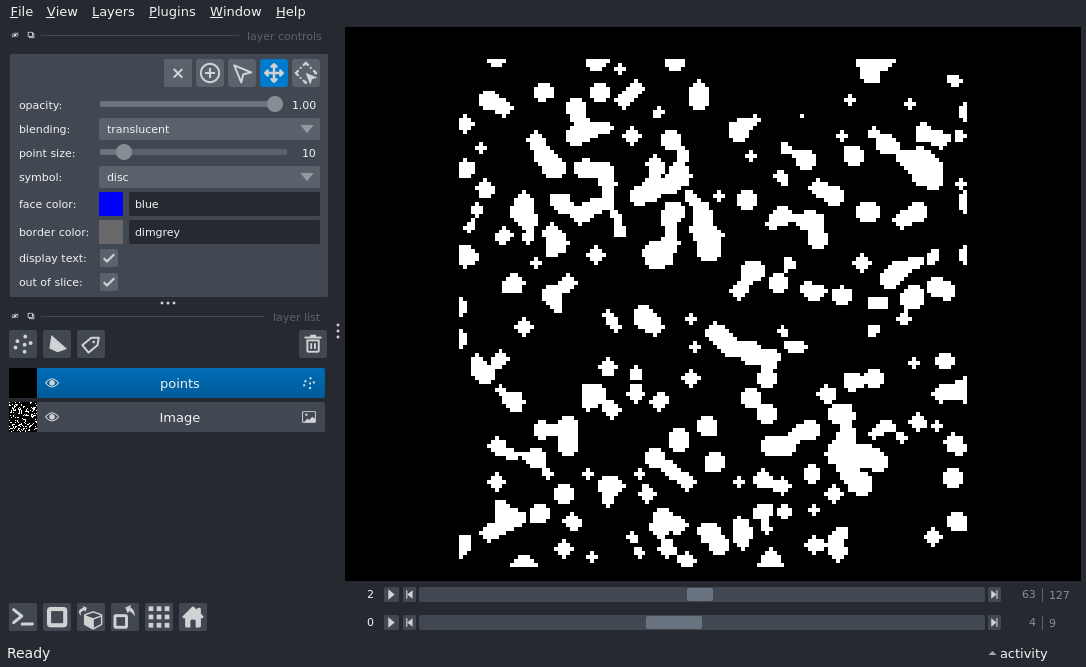 File View Layers Plugins Window Help
layer controls
opacity: 1.00
blending: translucent
point size: 10
symbol: disc
face color: blue
border color: dimgrey
display text:
out of slice:
layer list
points
Image
2 63 127
0 4 9
Ready activity